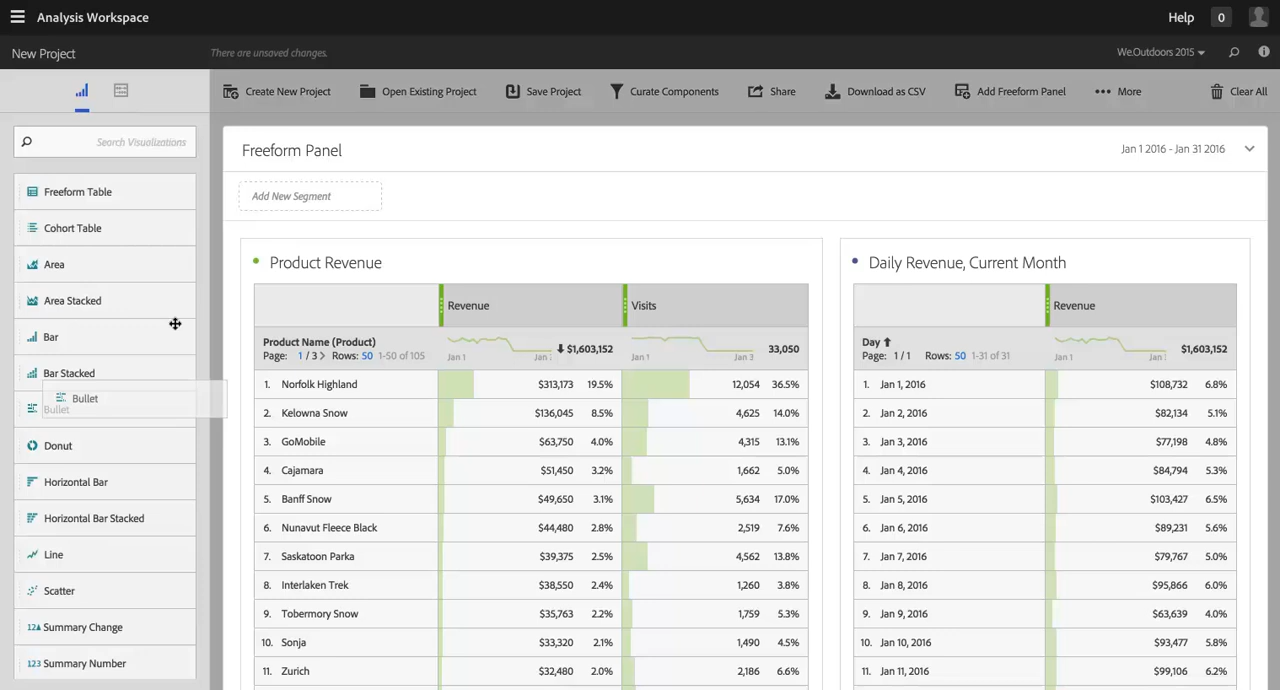 Analysis Workspace
Help 0
New Project There are unsaved changes. We.Outdoors 2015
Create New Project Open Existing Project Save Project Curate Components Share Download as CSV Add Freeform Panel More Clear All
Search Visualizations
Freeform Table
Cohort Table
Area
Area Stacked
Bar
Bar Stacked
Bullet
Bullet
Donut
Horizontal Bar
Horizontal Bar Stacked
Line
Scatter
12 Summary Change
123 Summary Number
Freeform Panel Jan 1 2016 - Jan 31 2016
Add New Segment
Product Revenue
Revenue Visits
Product Name (Product)
Page: 1 / 3 > Rows: 50 1-50 of 105 Jan 1 Jan $1,603,152 Jan 1 Jan 3 33,050
1. Norfolk Highland $313,173 19.5% 12,054 36.5%
2. Kelowna Snow $136,045 8.5% 4,625 14.0%
3. GoMobile $63,750 4.0% 4,315 13.1%
4. Cajamara $51,450 3.2% 1,662 5.0%
5. Banff Snow $49,650 3.1% 5,634 17.0%
6. Nunavut Fleece Black $44,480 2.8% 2,519 7.6%
7. Saskatoon Parka $39,375 2.5% 4,562 13.8%
8. Interlaken Trek $38,550 2.4% 1,260 3.8%
9. Tobermory Snow $35,763 2.2% 1,759 5.3%
10. Sonja $33,320 2.1% 1,490 4.5%
11. Zurich $32,480 2.0% 2,186 6.6%
Daily Revenue, Current Month
Revenue
Day
Page: 1 / 1 Rows: 50 1-31 of 31 Jan 1 Jan $1,603,152
1. Jan 1, 2016 $108,732 6.8%
2. Jan 2, 2016 $82,134 5.1%
3. Jan 3, 2016 $77,198 4.8%
4. Jan 4, 2016 $84,794 5.3%
5. Jan 5, 2016 $103,427 6.5%
6. Jan 6, 2016 $89,231 5.6%
7. Jan 7, 2016 $79,767 5.0%
8. Jan 8, 2016 $95,866 6.0%
9. Jan 9, 2016 $63,639 4.0%
10. Jan 10, 2016 $93,477 5.8%
11. Jan 11, 2016 $99,106 6.2%